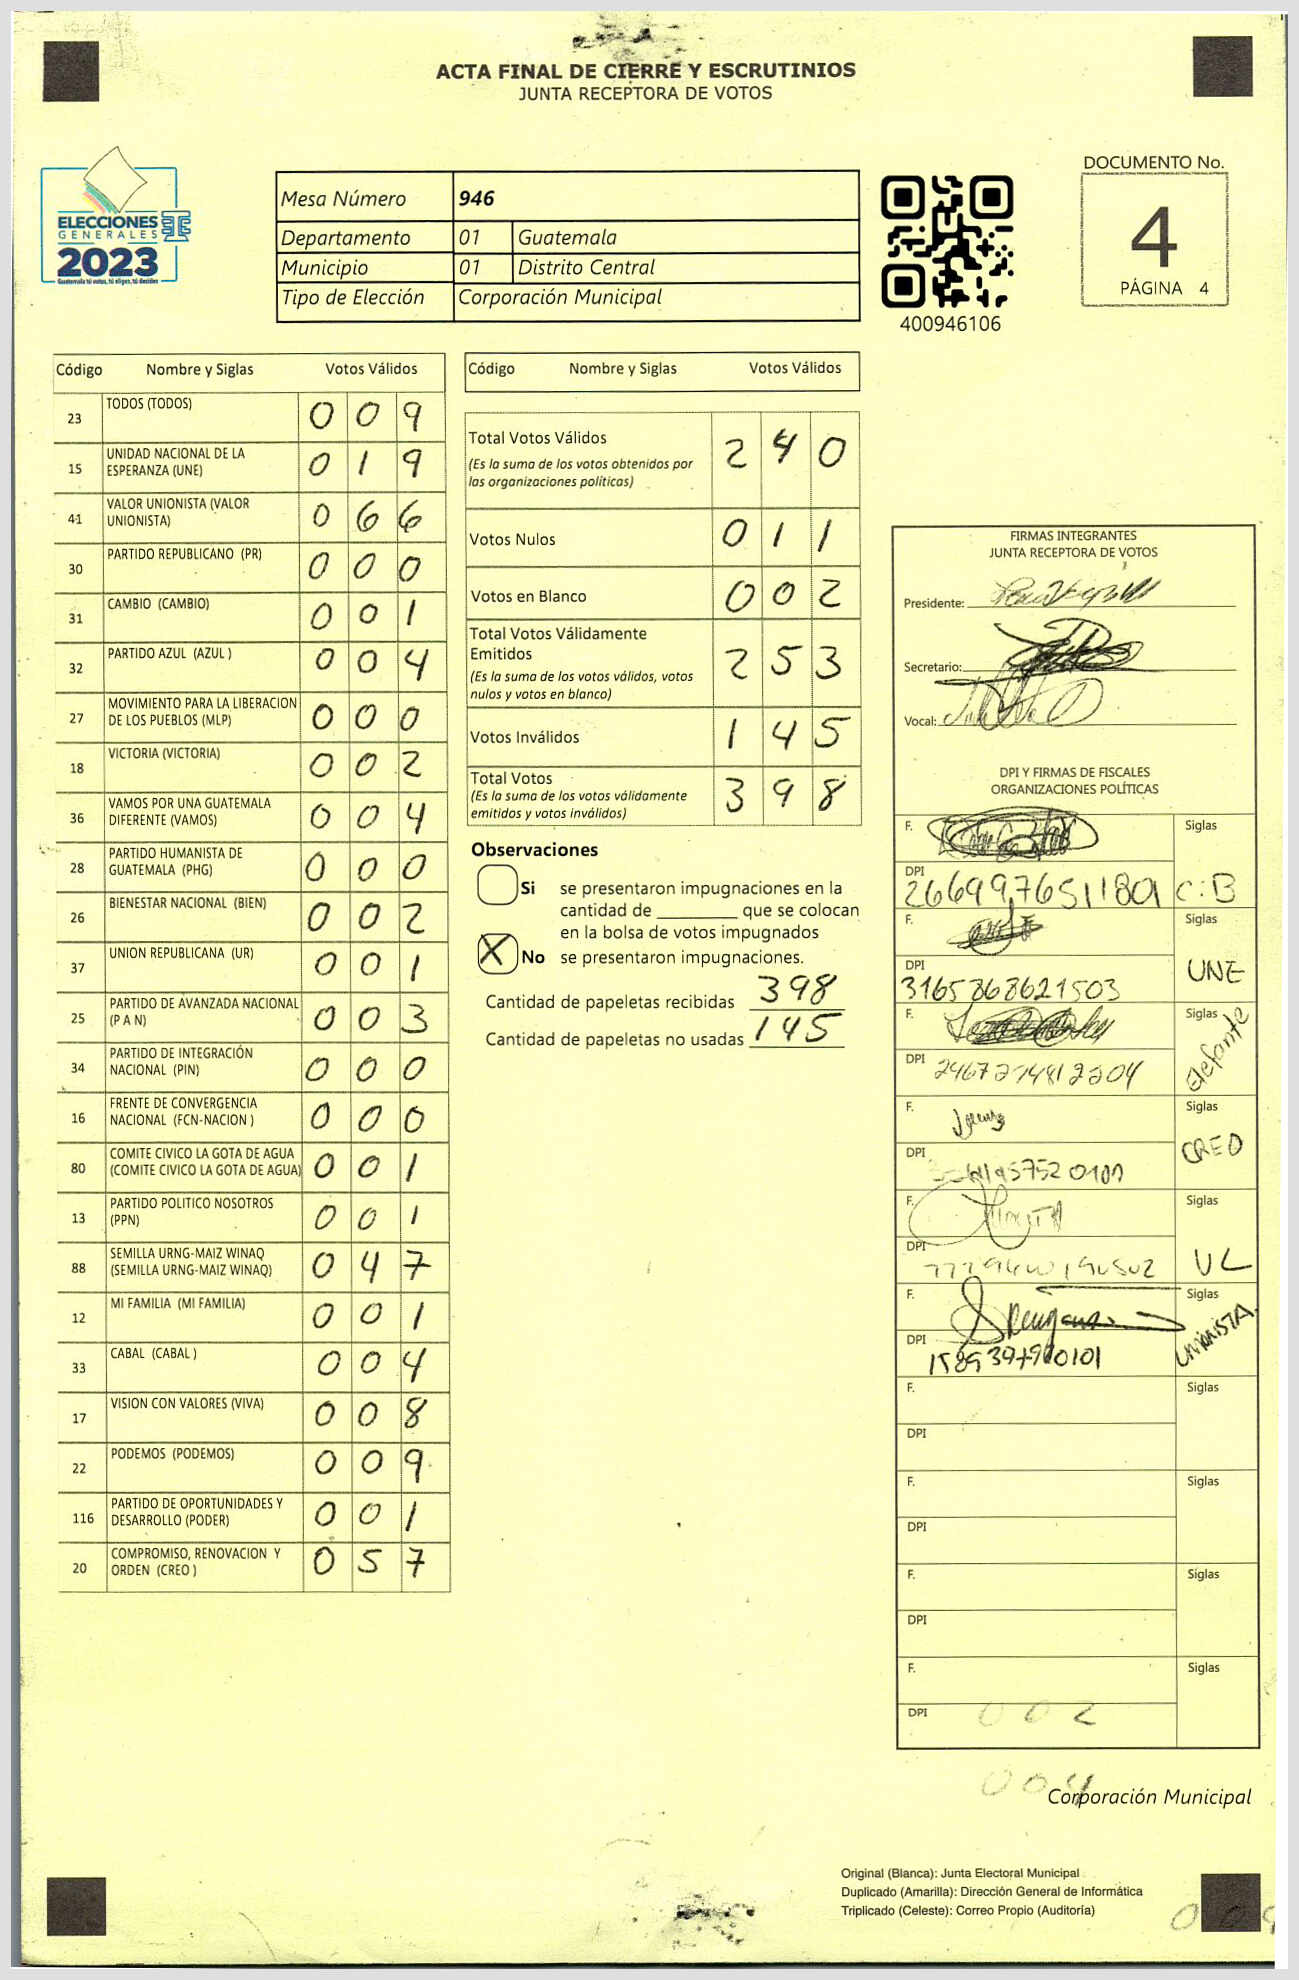 ACTA FINAL DE CIERRE Y ESCRUTINIOS
JUNTA RECEPTORA DE VOTOS
ELECCIONES
GENERALES
2023
Guatemala tú votas, tú eliges, tú decides
Mesa Número 946
Departamento 01 Guatemala
Municipio 01 Distrito Central
Tipo de Elección Corporación Municipal
400946106
DOCUMENTO No.
4
PÁGINA 4
Código Nombre y Siglas Votos Válidos
23 TODOS (TODOS) 0 0 9
15 UNIDAD NACIONAL DE LA ESPERANZA (UNE) 0 1 9
41 VALOR UNIONISTA (VALOR UNIONISTA) 0 6 6
30 PARTIDO REPUBLICANO (PR) 0 0 0
31 CAMBIO (CAMBIO) 0 0 1
32 PARTIDO AZUL (AZUL ) 0 0 4
27 MOVIMIENTO PARA LA LIBERACION DE LOS PUEBLOS (MLP) 0 0 0
18 VICTORIA (VICTORIA) 0 0 2
36 VAMOS POR UNA GUATEMALA DIFERENTE (VAMOS) 0 0 4
28 PARTIDO HUMANISTA DE GUATEMALA (PHG) 0 0 0
26 BIENESTAR NACIONAL (BIEN) 0 0 2
37 UNION REPUBLICANA (UR) 0 0 1
25 PARTIDO DE AVANZADA NACIONAL (P A N) 0 0 3
34 PARTIDO DE INTEGRACIÓN NACIONAL (PIN) 0 0 0
16 FRENTE DE CONVERGENCIA NACIONAL (FCN-NACION ) 0 0 0
80 COMITE CIVICO LA GOTA DE AGUA (COMITE CIVICO LA GOTA DE AGUA) 0 0 1
13 PARTIDO POLITICO NOSOTROS (PPN) 0 0 1
88 SEMILLA URNG-MAIZ WINAQ (SEMILLA URNG-MAIZ WINAQ) 0 4 7
12 MI FAMILIA (MI FAMILIA) 0 0 1
33 CABAL (CABAL ) 0 0 4
17 VISION CON VALORES (VIVA) 0 0 8
22 PODEMOS (PODEMOS) 0 0 9
116 PARTIDO DE OPORTUNIDADES Y DESARROLLO (PODER) 0 0 1
20 COMPROMISO, RENOVACION Y ORDEN (CREO ) 0 5 7
Código Nombre y Siglas Votos Válidos
Total Votos Válidos 2 4 0
(Es la suma de los votos obtenidos por
las organizaciones políticas)
Votos Nulos 0 1 1
Votos en Blanco 0 0 2
Total Votos Válidamente
Emitidos 2 5 3
(Es la suma de los votos válidos, votos
nulos y votos en blanco)
Votos Inválidos 1 4 5
Total Votos 3 9 8
(Es la suma de los votos válidamente
emitidos y votos inválidos)
Observaciones
Si se presentaron impugnaciones en la
cantidad de ________ que se colocan
en la bolsa de votos impugnados
X No se presentaron impugnaciones.
Cantidad de papeletas recibidas 398
Cantidad de papeletas no usadas 145
FIRMAS INTEGRANTES
JUNTA RECEPTORA DE VOTOS
Presidente:
Secretario:
Vocal:
DPI Y FIRMAS DE FISCALES
ORGANIZACIONES POLÍTICAS
F. Siglas
DPI 2669976511801 C:B
F. Siglas
DPI 3165868621503 UNE
F. Siglas
DPI Elefante
F. Siglas
DPI CREO
F. Siglas
DPI VL
F. Siglas
DPI UNIONISTA
F. Siglas
DPI
F. Siglas
DPI
F. Siglas
DPI
F. Siglas
DPI 0 0 2
0 0 4
Corporación Municipal
Original (Blanca): Junta Electoral Municipal
Duplicado (Amarilla): Dirección General de Informática
Triplicado (Celeste): Correo Propio (Auditoría)
0 0 9